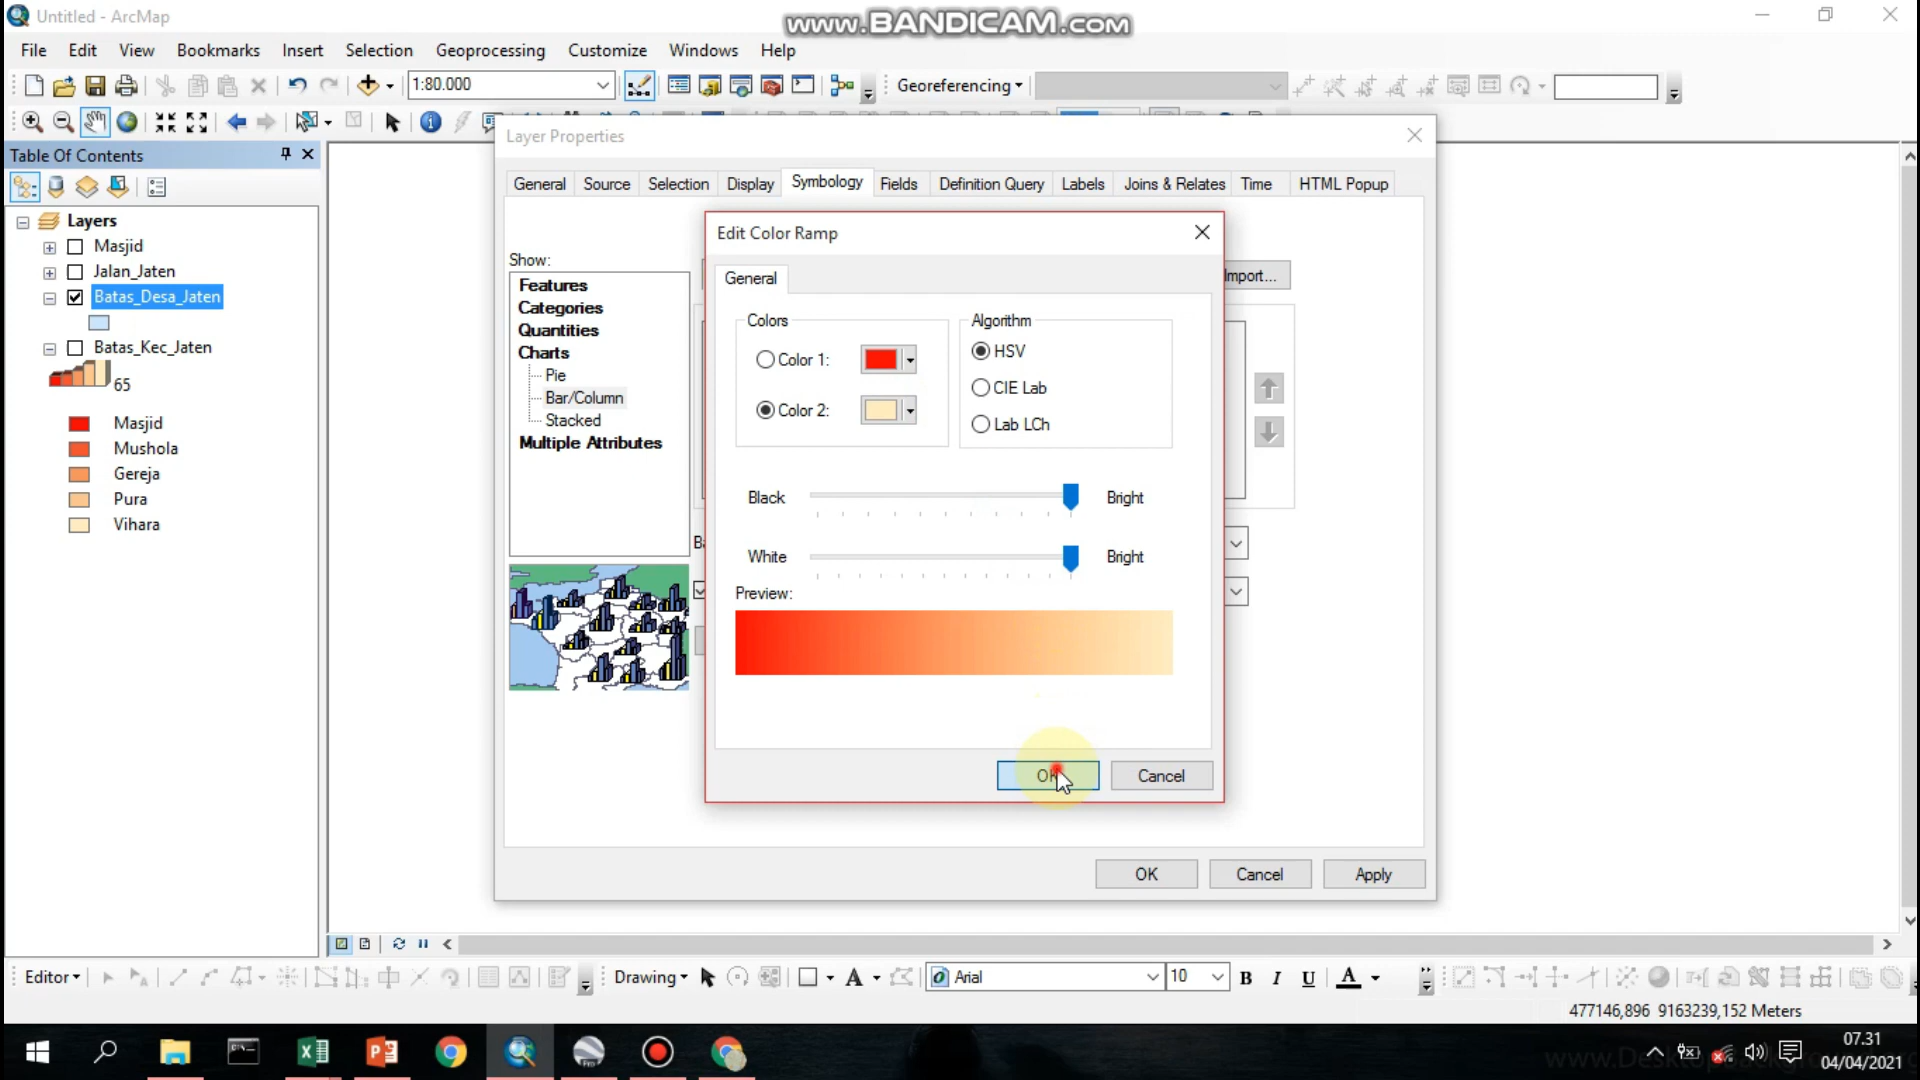 Untitled - ArcMap
www.BANDICAM.com
File Edit View Bookmarks Insert Selection Geoprocessing Customize Windows Help
1:80.000
Georeferencing
Table Of Contents
Layers
Masjid
Jalan_Jaten
Batas_Desa_Jaten
Batas_Kec_Jaten
65
Masjid
Mushola
Gereja
Pura
Vihara
Layer Properties
General Source Selection Display Symbology Fields Definition Query Labels Joins & Relates Time HTML Popup
Show:
Features
Categories
Quantities
Charts
Pie
Bar/Column
Stacked
Multiple Attributes
Import...
Ba
Edit Color Ramp
General
Colors
Color 1:
Color 2:
Algorithm
HSV
CIE Lab
Lab LCh
Black Bright
White Bright
Preview:
OK Cancel
OK Cancel Apply
Editor Drawing A Arial 10 B I U A
477146,896 9163239,152 Meters
07.31
04/04/2021